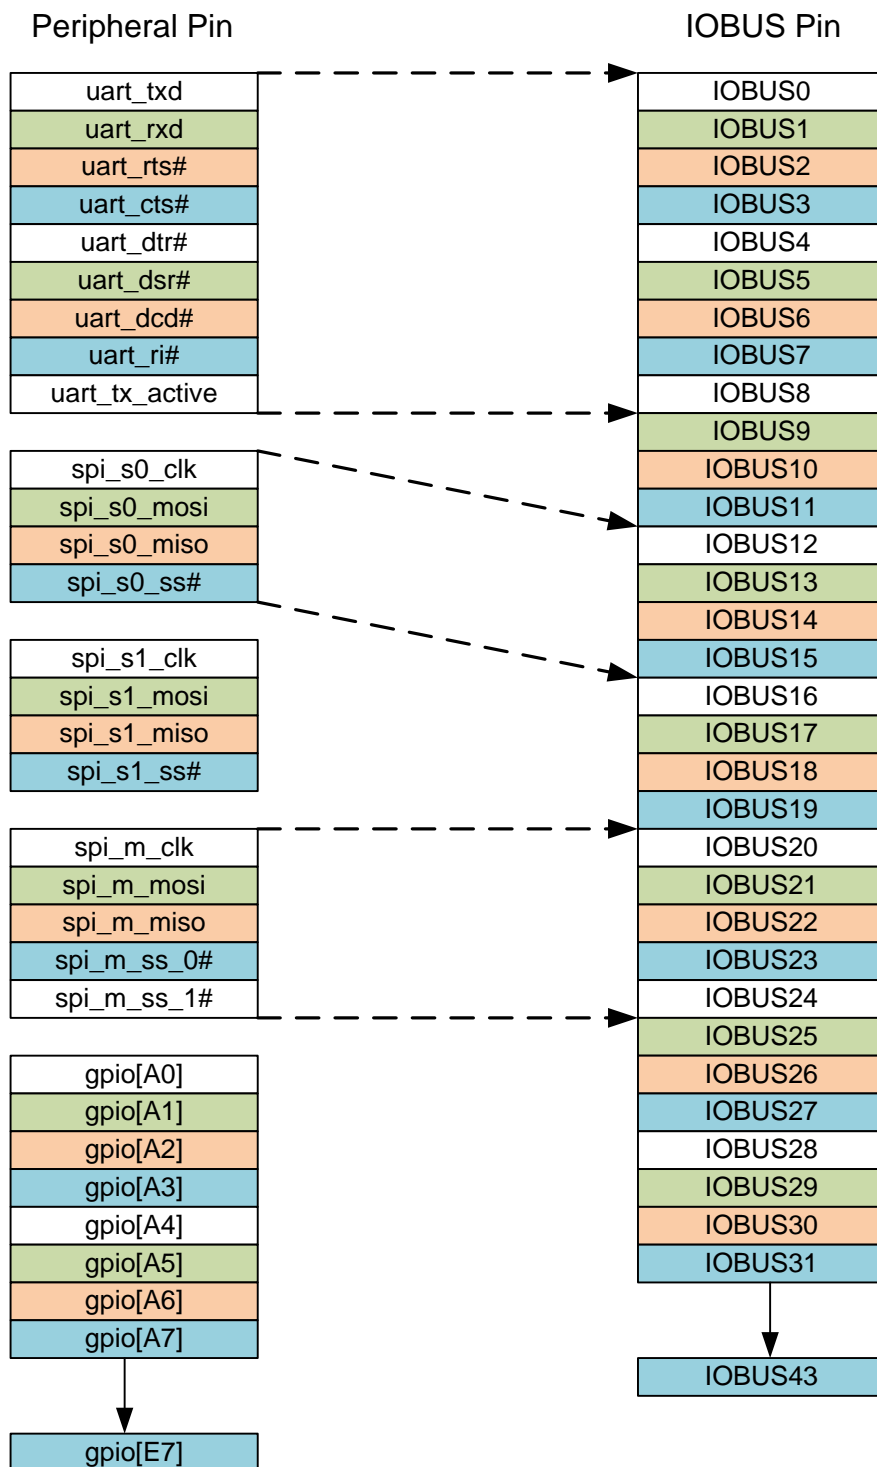 Peripheral Pin
uart_txd
uart_rxd
uart_rts#
uart_cts#
uart_dtr#
uart_dsr#
uart_dcd#
uart_ri#
uart_tx_active
spi_s0_clk
spi_s0_mosi
spi_s0_miso
spi_s0_ss#
spi_s1_clk
spi_s1_mosi
spi_s1_miso
spi_s1_ss#
spi_m_clk
spi_m_mosi
spi_m_miso
spi_m_ss_0#
spi_m_ss_1#
gpio[A0]
gpio[A1]
gpio[A2]
gpio[A3]
gpio[A4]
gpio[A5]
gpio[A6]
gpio[A7]
gpio[E7]
IOBUS Pin
IOBUS0
IOBUS1
IOBUS2
IOBUS3
IOBUS4
IOBUS5
IOBUS6
IOBUS7
IOBUS8
IOBUS9
IOBUS10
IOBUS11
IOBUS12
IOBUS13
IOBUS14
IOBUS15
IOBUS16
IOBUS17
IOBUS18
IOBUS19
IOBUS20
IOBUS21
IOBUS22
IOBUS23
IOBUS24
IOBUS25
IOBUS26
IOBUS27
IOBUS28
IOBUS29
IOBUS30
IOBUS31
IOBUS43